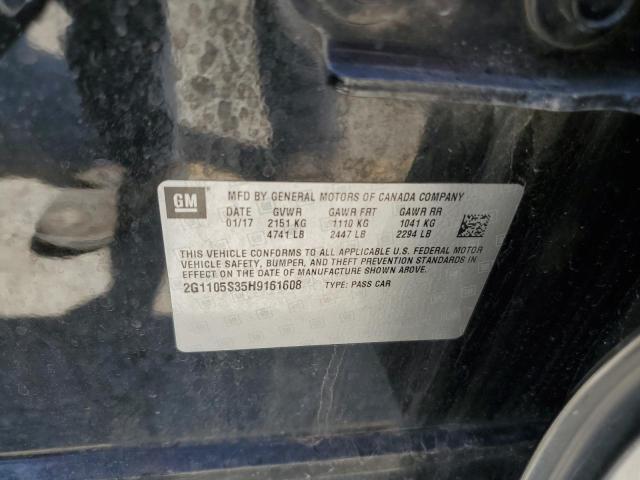 GM
MFD BY GENERAL MOTORS OF CANADA COMPANY
DATE GVWR GAWR FRT GAWR RR
01/17 2151 KG 1110 KG 1041 KG
4741 LB 2447 LB 2294 LB
THIS VEHICLE CONFORMS TO ALL APPLICABLE U.S. FEDERAL MOTOR
VEHICLE SAFETY, BUMPER, AND THEFT PREVENTION STANDARDS IN
EFFECT ON THE DATE OF MANUFACTURE SHOWN ABOVE.
2G1105S35H9161608 TYPE: PASS CAR